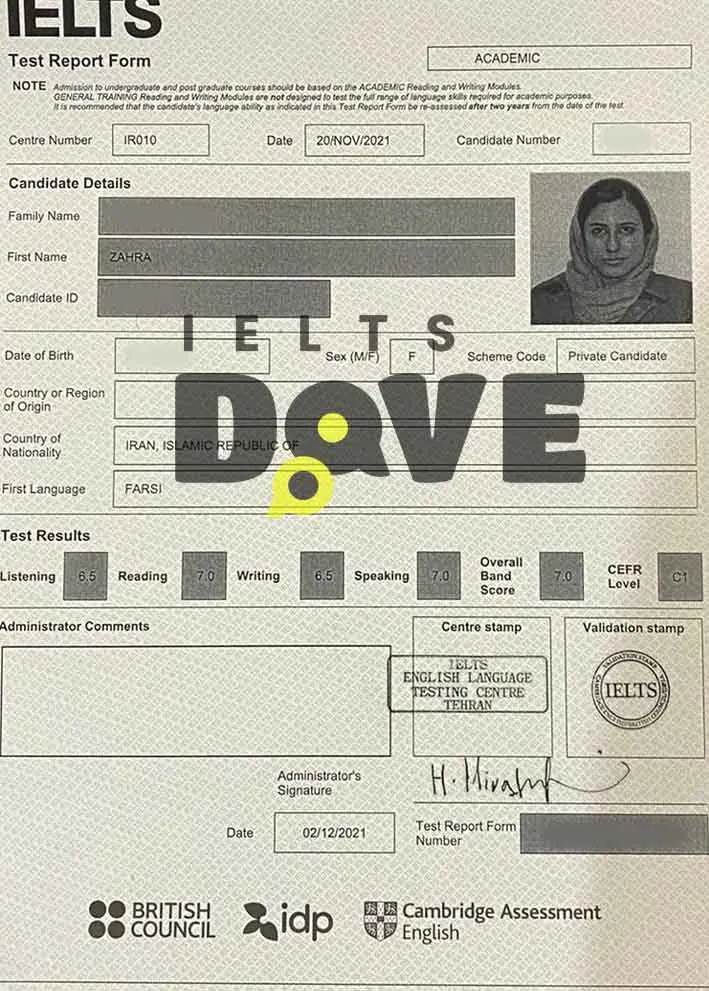 IELTS
Test Report Form
ACADEMIC
NOTE Admission to undergraduate and post graduate courses should be based on the ACADEMIC Reading and Writing Modules.
GENERAL TRAINING Reading and Writing Modules are not designed to test the full range of language skills required for academic purposes.
It is recommended that the candidate's language ability as indicated in this Test Report Form be re-assessed after two years from the date of the test.
Centre Number IR010 Date 20/NOV/2021 Candidate Number
Candidate Details
Family Name
First Name ZAHRA
Candidate ID
IELTS
Date of Birth Sex (M/F) F Scheme Code Private Candidate
DAVE
Country or Region
of Origin
Country of
Nationality
IRAN, ISLAMIC REPUBLIC OF
First Language FARSI
Test Results
Listening 6.5 Reading 7.0 Writing 6.5 Speaking 7.0
Overall
Band
Score
7.0
CEFR
Level
C1
Administrator Comments
Centre stamp
Validation stamp
IELTS
ENGLISH LANGUAGE
TESTING CENTRE
TEHRAN
VALIDATION STAMP
IELTS
Administrator's
Signature
Date 02/12/2021
Test Report Form
Number
BRITISH
COUNCIL
idp
Cambridge Assessment
English